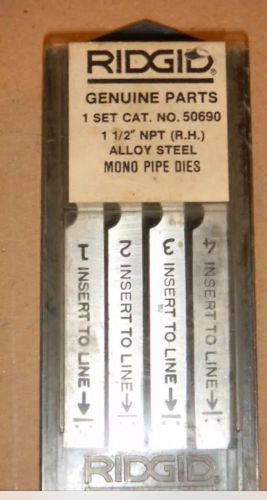 RIDGID®
GENUINE PARTS
1 SET CAT. NO. 50690
1 1/2" NPT (R.H.)
ALLOY STEEL
MONO PIPE DIES
1 INSERT TO LINE →
2 INSERT TO LINE →
3 INSERT TO LINE →
4 INSERT TO LINE →
RIDGID